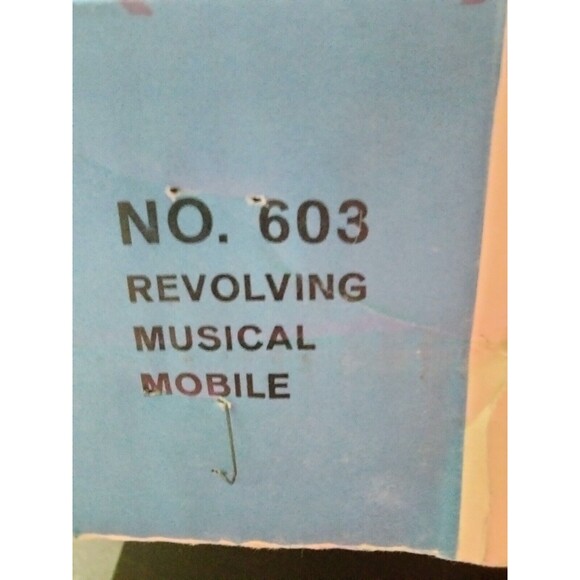 NO. 603
REVOLVING
MUSICAL
MOBILE